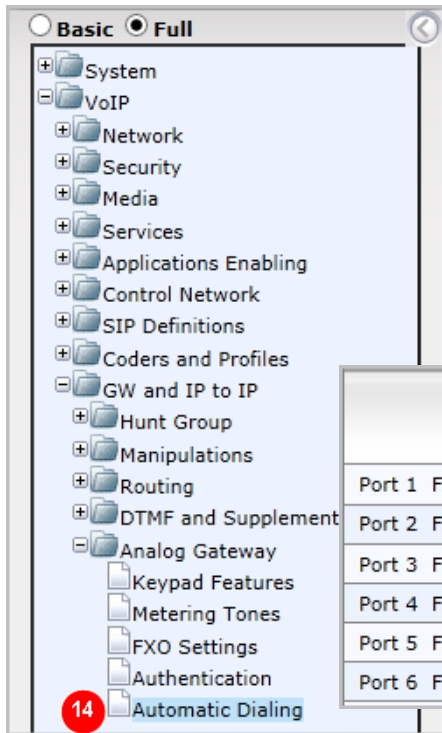 Basic Full
System
VoIP
Network
Security
Media
Services
Applications Enabling
Control Network
SIP Definitions
Coders and Profiles
GW and IP to IP
Hunt Group
Manipulations
Routing
DTMF and Supplement
Analog Gateway
Keypad Features
Metering Tones
FXO Settings
Authentication
14 Automatic Dialing
Port 1 F
Port 2 F
Port 3 F
Port 4 F
Port 5 F
Port 6 F